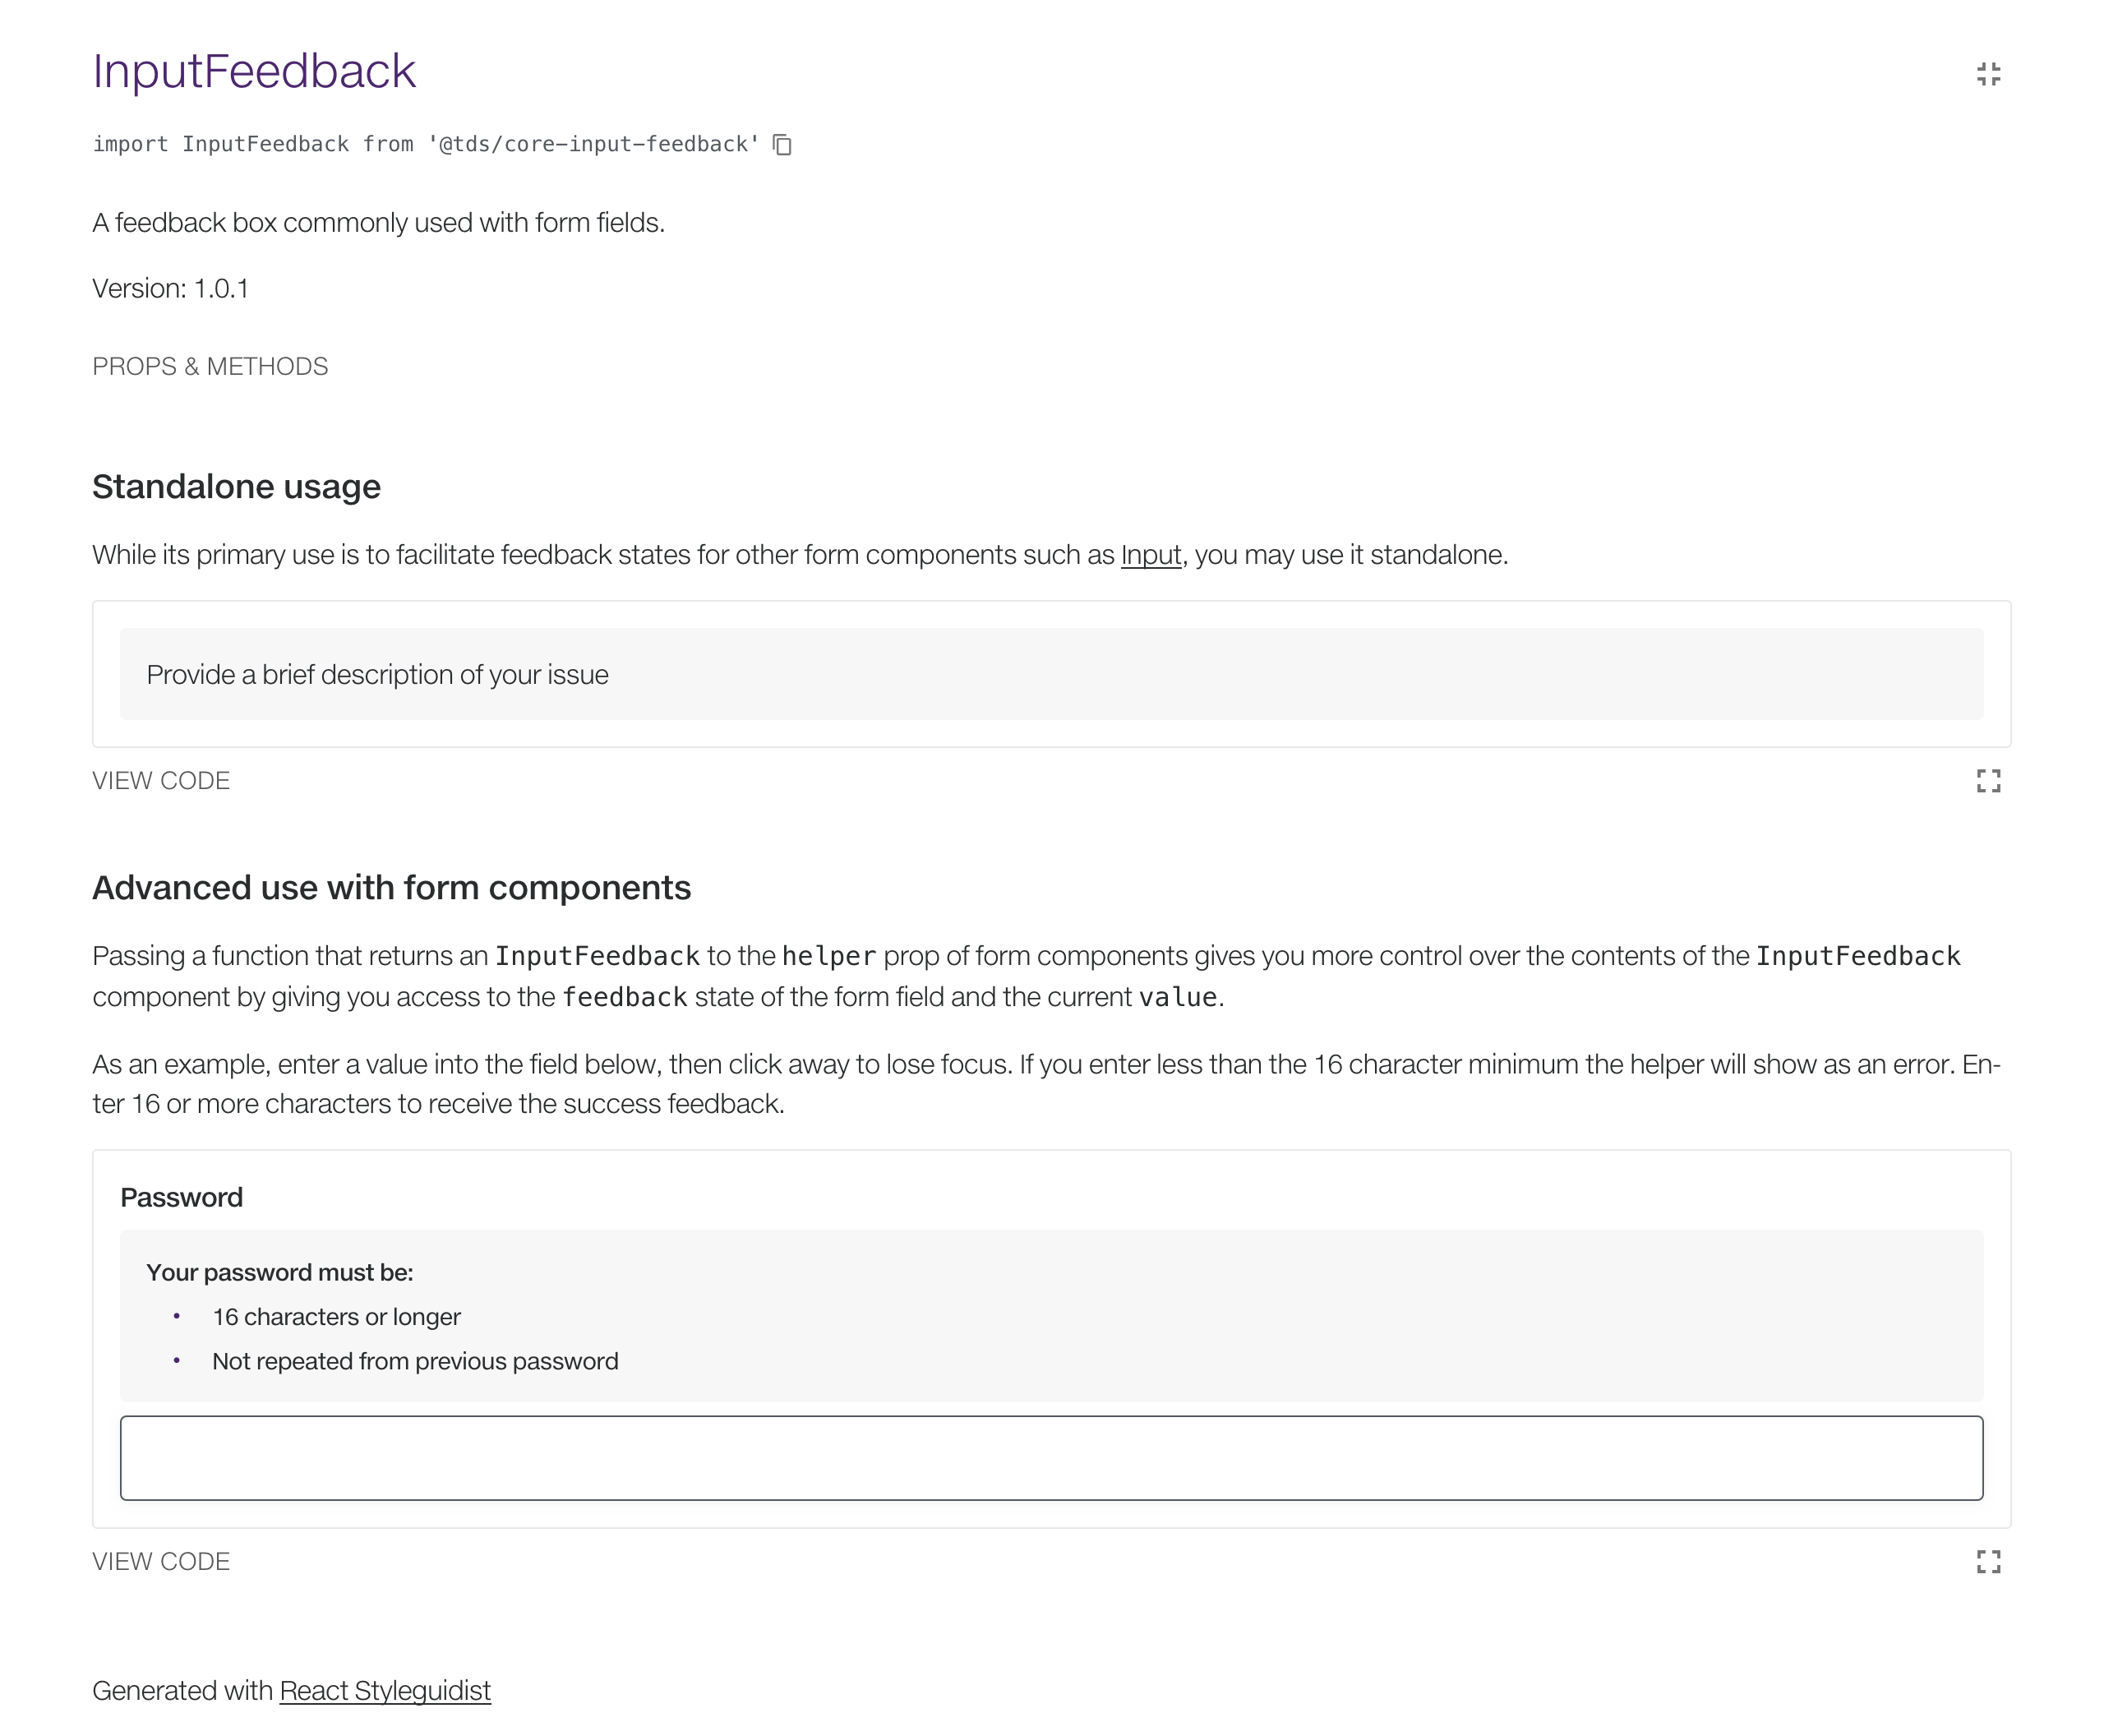 InputFeedback
import InputFeedback from '@tds/core-input-feedback'
A feedback box commonly used with form fields.
Version: 1.0.1
PROPS & METHODS
Standalone usage
While its primary use is to facilitate feedback states for other form components such as Input, you may use it standalone.
Provide a brief description of your issue
VIEW CODE
Advanced use with form components
Passing a function that returns an InputFeedback to the helper prop of form components gives you more control over the contents of the InputFeedback
component by giving you access to the feedback state of the form field and the current value.
As an example, enter a value into the field below, then click away to lose focus. If you enter less than the 16 character minimum the helper will show as an error. En-
ter 16 or more characters to receive the success feedback.
Password
Your password must be:
• 16 characters or longer
• Not repeated from previous password
VIEW CODE
Generated with React Styleguidist